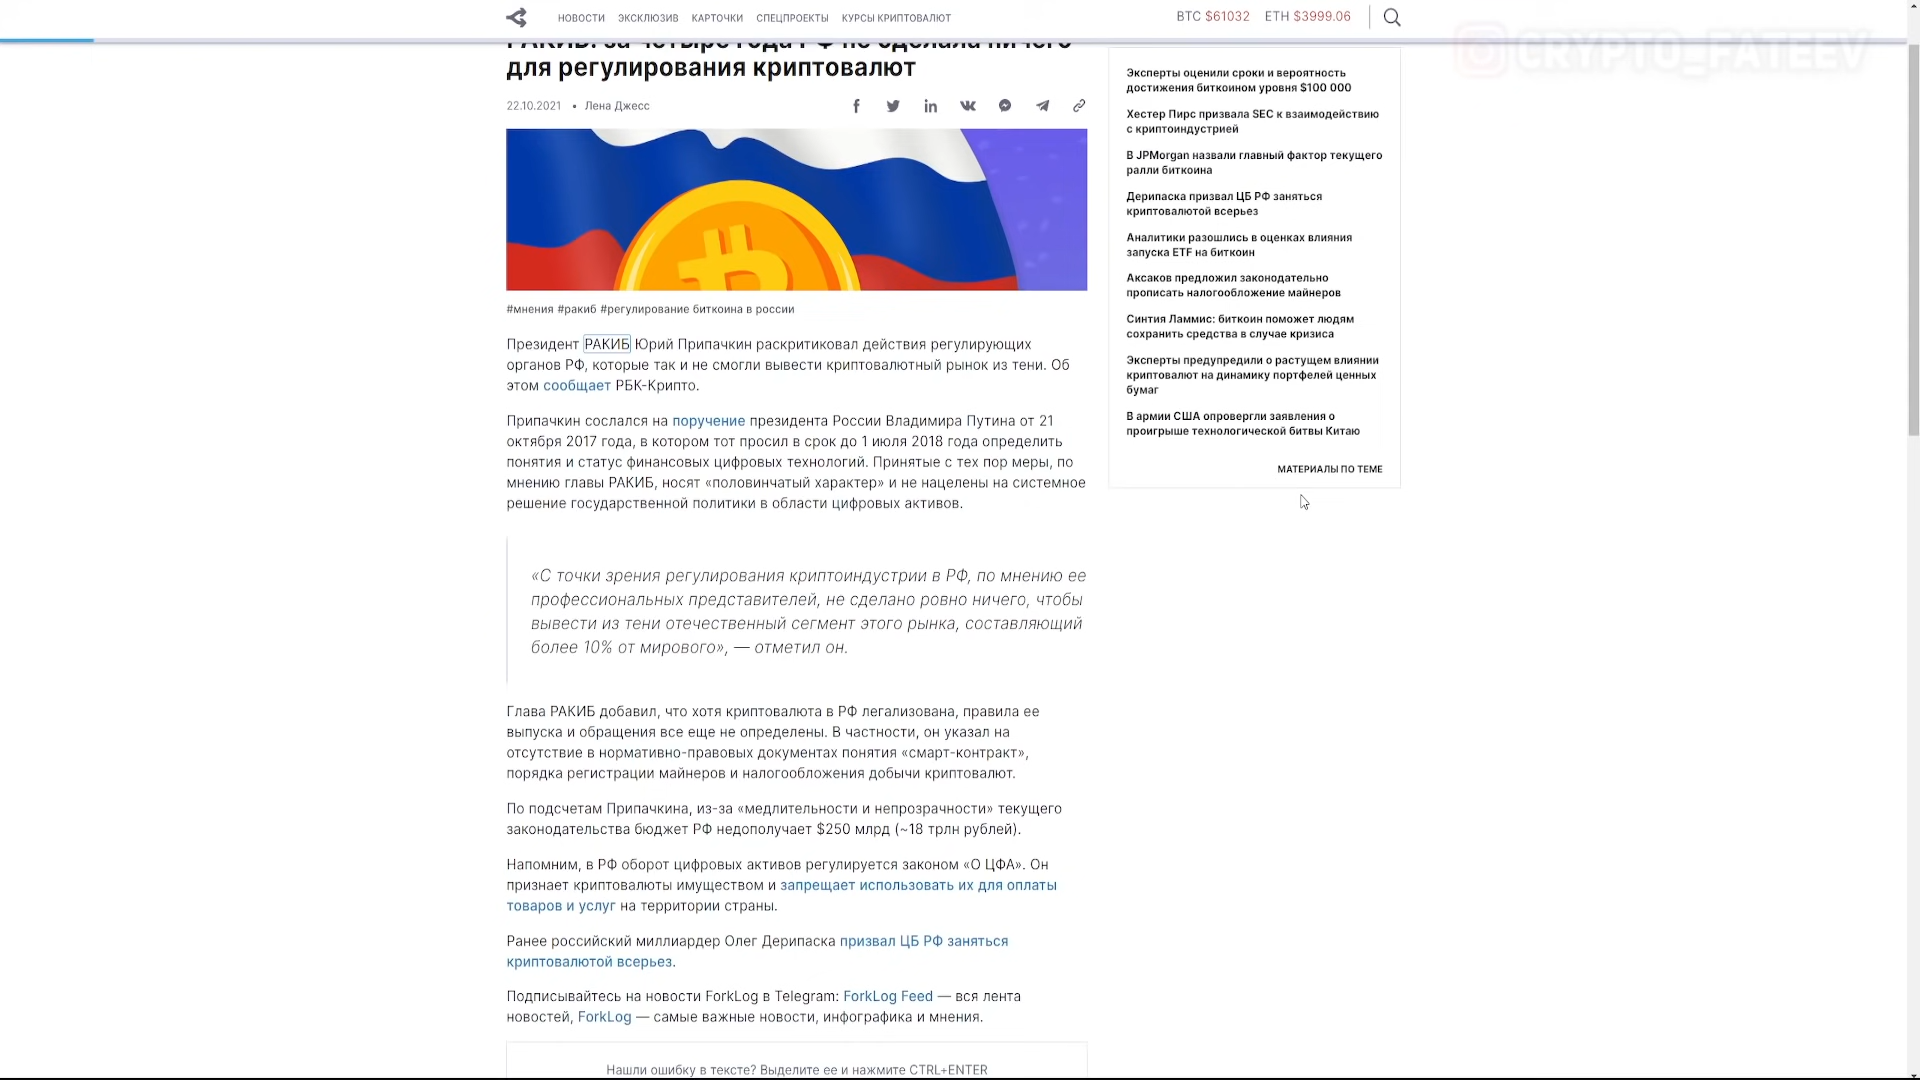 НОВОСТИ ЭКСКЛЮЗИВ КАРТОЧКИ СПЕЦПРОЕКТЫ КУРСЫ КРИПТОВАЛЮТ
BTC $61032 ETH $3999.06
CRYPTO_FATEEV
РАКИБ: за четыре года РФ не сделала ничего
для регулирования криптовалют
22.10.2021 • Лена Джесс
#мнения #ракиб #регулирование биткоина в россии
Президент РАКИБ Юрий Припачкин раскритиковал действия регулирующих
органов РФ, которые так и не смогли вывести криптовалютный рынок из тени. Об
этом сообщает РБК-Крипто.
Припачкин сослался на поручение президента России Владимира Путина от 21
октября 2017 года, в котором тот просил в срок до 1 июля 2018 года определить
понятия и статус финансовых цифровых технологий. Принятые с тех пор меры, по
мнению главы РАКИБ, носят «половинчатый характер» и не нацелены на системное
решение государственной политики в области цифровых активов.
«С точки зрения регулирования криптоиндустрии в РФ, по мнению ее
профессиональных представителей, не сделано ровно ничего, чтобы
вывести из тени отечественный сегмент этого рынка, составляющий
более 10% от мирового», — отметил он.
Глава РАКИБ добавил, что хотя криптовалюта в РФ легализована, правила ее
выпуска и обращения все еще не определены. В частности, он указал на
отсутствие в нормативно-правовых документах понятия «смарт-контракт»,
порядка регистрации майнеров и налогообложения добычи криптовалют.
По подсчетам Припачкина, из-за «медлительности и непрозрачности» текущего
законодательства бюджет РФ недополучает $250 млрд (~18 трлн рублей).
Напомним, в РФ оборот цифровых активов регулируется законом «О ЦФА». Он
признает криптовалюты имуществом и запрещает использовать их для оплаты
товаров и услуг на территории страны.
Ранее российский миллиардер Олег Дерипаска призвал ЦБ РФ заняться
криптовалютой всерьез.
Подписывайтесь на новости ForkLog в Telegram: ForkLog Feed — вся лента
новостей, ForkLog — самые важные новости, инфографика и мнения.
Нашли ошибку в тексте? Выделите ее и нажмите CTRL+ENTER
Эксперты оценили сроки и вероятность
достижения биткоином уровня $100 000
Хестер Пирс призвала SEC к взаимодействию
с криптоиндустрией
В JPMorgan назвали главный фактор текущего
ралли биткоина
Дерипаска призвал ЦБ РФ заняться
криптовалютой всерьез
Аналитики разошлись в оценках влияния
запуска ETF на биткоин
Аксаков предложил законодательно
прописать налогообложение майнеров
Синтия Ламмис: биткоин поможет людям
сохранить средства в случае кризиса
Эксперты предупредили о растущем влиянии
криптовалют на динамику портфелей ценных
бумаг
В армии США опровергли заявления о
проигрыше технологической битвы Китаю
МАТЕРИАЛЫ ПО ТЕМЕ